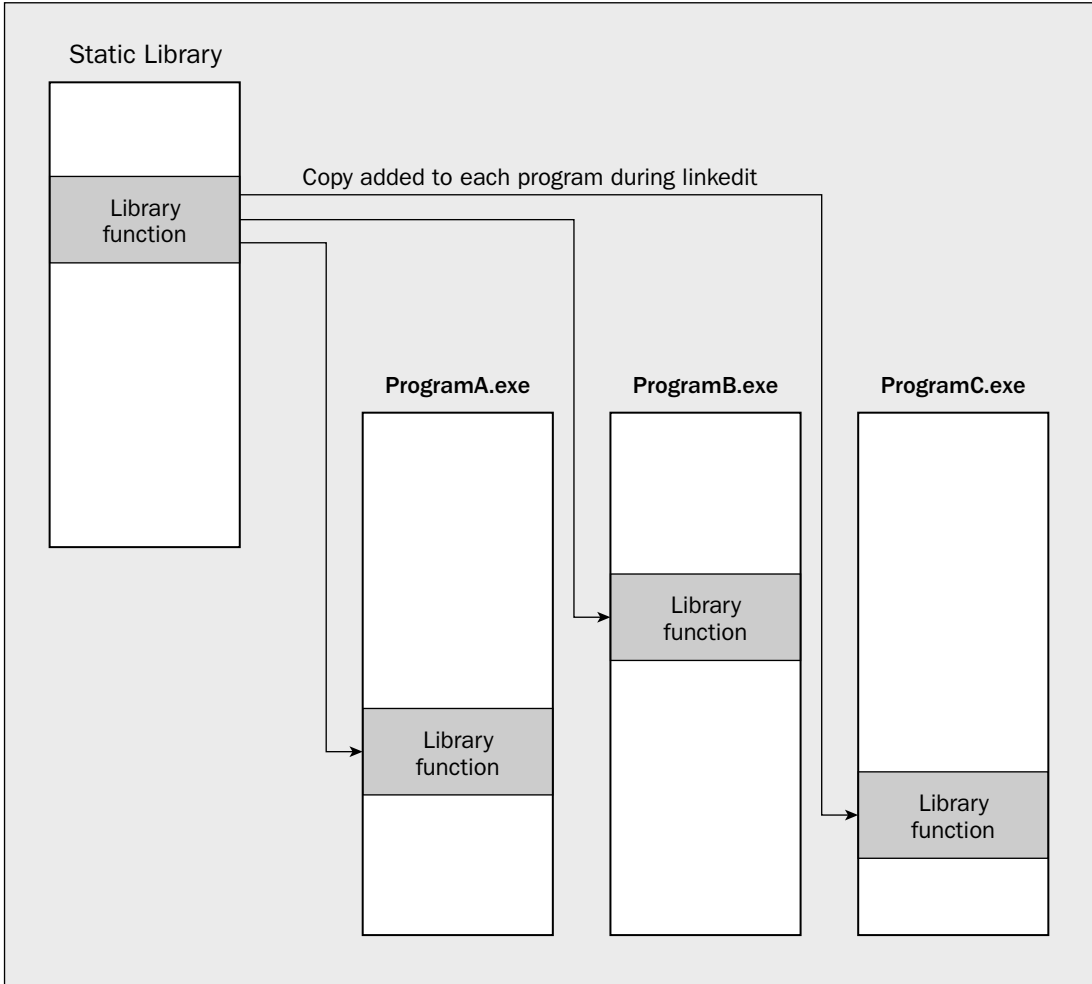 Static Library
Copy added to each program during linkedit
Library
function
ProgramA.exe
ProgramB.exe
ProgramC.exe
Library
function
Library
function
Library
function